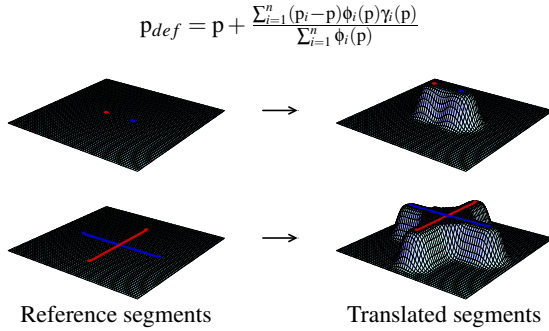 p_{def} = p + \frac{\sum_{i=1}^{n}(p_i-p)\phi_i(p)\gamma_i(p)}{\sum_{i=1}^{n}\phi_i(p)}
Reference segments Translated segments